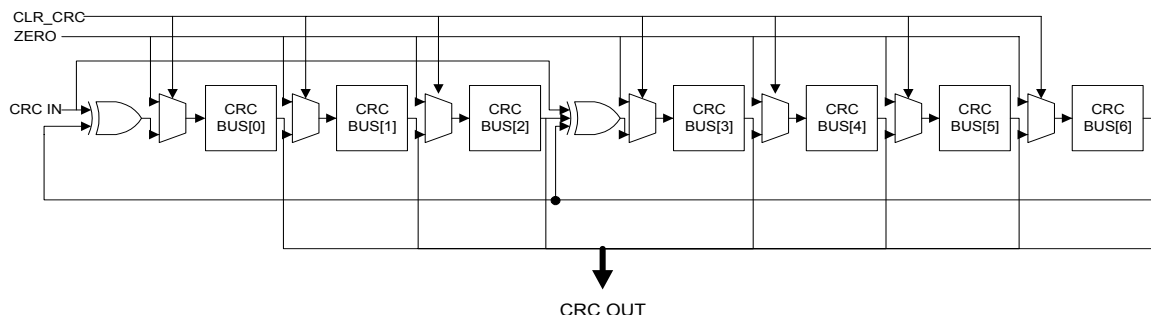 CLR_CRC
ZERO
CRC IN
CRC
BUS[0]
CRC
BUS[1]
CRC
BUS[2]
CRC
BUS[3]
CRC
BUS[4]
CRC
BUS[5]
CRC
BUS[6]
CRC OUT